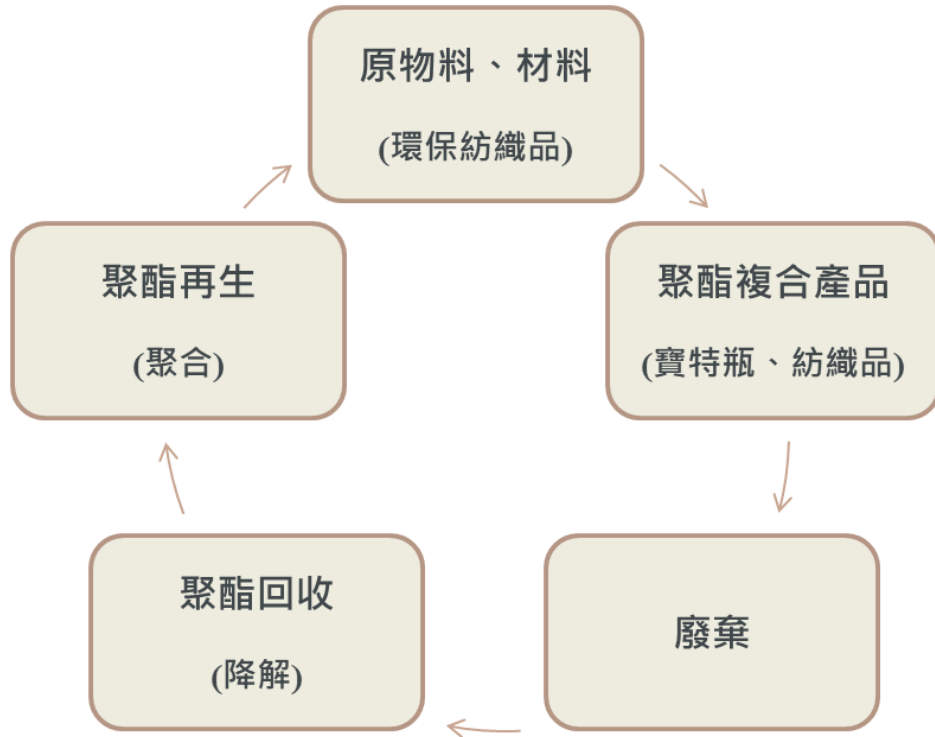 原物料、材料
(環保紡織品)
聚酯複合產品
(寶特瓶、紡織品)
廢棄
聚酯回收
(降解)
聚酯再生
(聚合)